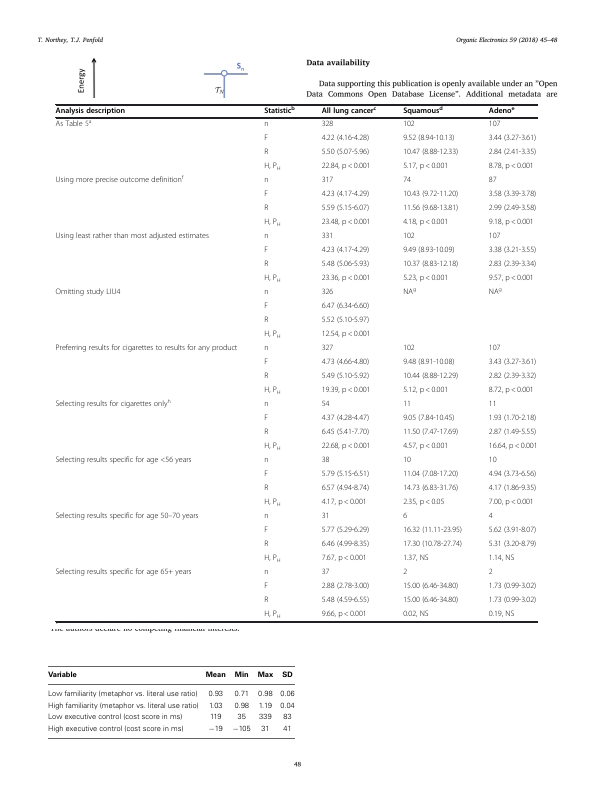 T. Northey, T.J. Penfold
Organic Electronics 59 (2018) 45–48
Energy
Sn
TN
Data availability
Data supporting this publication is openly available under an "Open
Data Commons Open Database License". Additional metadata are
Analysis description Statistic^b All lung cancer^c Squamous^d Adeno^e
As Table 5^a n 328 102 107
F 4.22 (4.16-4.28) 9.52 (8.94-10.13) 3.44 (3.27-3.61)
R 5.50 (5.07-5.96) 10.47 (8.88-12.33) 2.84 (2.41-3.35)
H, PH 22.84, p < 0.001 5.17, p < 0.001 8.78, p < 0.001
Using more precise outcome definition^f n 317 74 87
F 4.23 (4.17-4.29) 10.43 (9.72-11.20) 3.58 (3.39-3.78)
R 5.59 (5.15-6.07) 11.56 (9.68-13.81) 2.99 (2.49-3.58)
H, PH 23.48, p < 0.001 4.18, p < 0.001 9.18, p < 0.001
Using least rather than most adjusted estimates n 331 102 107
F 4.23 (4.17-4.29) 9.49 (8.93-10.09) 3.38 (3.21-3.55)
R 5.48 (5.06-5.93) 10.37 (8.83-12.18) 2.83 (2.39-3.34)
H, PH 23.36, p < 0.001 5.23, p < 0.001 9.57, p < 0.001
Omitting study LIU4 n 326 NA^g NA^g
F 6.47 (6.34-6.60)
R 5.52 (5.10-5.97)
H, PH 12.54, p < 0.001
Preferring results for cigarettes to results for any product n 327 102 107
F 4.73 (4.66-4.80) 9.48 (8.91-10.08) 3.43 (3.27-3.61)
R 5.49 (5.10-5.92) 10.44 (8.88-12.29) 2.82 (2.39-3.32)
H, PH 19.39, p < 0.001 5.12, p < 0.001 8.72, p < 0.001
Selecting results for cigarettes only^h n 54 11 11
F 4.37 (4.28-4.47) 9.05 (7.84-10.45) 1.93 (1.70-2.18)
R 6.45 (5.41-7.70) 11.50 (7.47-17.69) 2.87 (1.49-5.55)
H, PH 22.68, p < 0.001 4.57, p < 0.001 16.64, p < 0.001
Selecting results specific for age <56 years n 38 10 10
F 5.79 (5.15-6.51) 11.04 (7.08-17.20) 4.94 (3.73-6.56)
R 6.57 (4.94-8.74) 14.73 (6.83-31.76) 4.17 (1.86-9.35)
H, PH 4.17, p < 0.001 2.35, p < 0.05 7.00, p < 0.001
Selecting results specific for age 50–70 years n 31 6 4
F 5.77 (5.29-6.29) 16.32 (11.11-23.95) 5.62 (3.91-8.07)
R 6.46 (4.99-8.35) 17.30 (10.78-27.74) 5.31 (3.20-8.79)
H, PH 7.67, p < 0.001 1.37, NS 1.14, NS
Selecting results specific for age 65+ years n 37 2 2
F 2.88 (2.78-3.00) 15.00 (6.46-34.80) 1.73 (0.99-3.02)
R 5.48 (4.59-6.55) 15.00 (6.46-34.80) 1.73 (0.99-3.02)
H, PH 9.66, p < 0.001 0.02, NS 0.19, NS
The authors declare no competing financial interests.
Variable Mean Min Max SD
Low familiarity (metaphor vs. literal use ratio) 0.93 0.71 0.98 0.06
High familiarity (metaphor vs. literal use ratio) 1.03 0.98 1.19 0.04
Low executive control (cost score in ms) 119 35 339 83
High executive control (cost score in ms) −19 −105 31 41
48